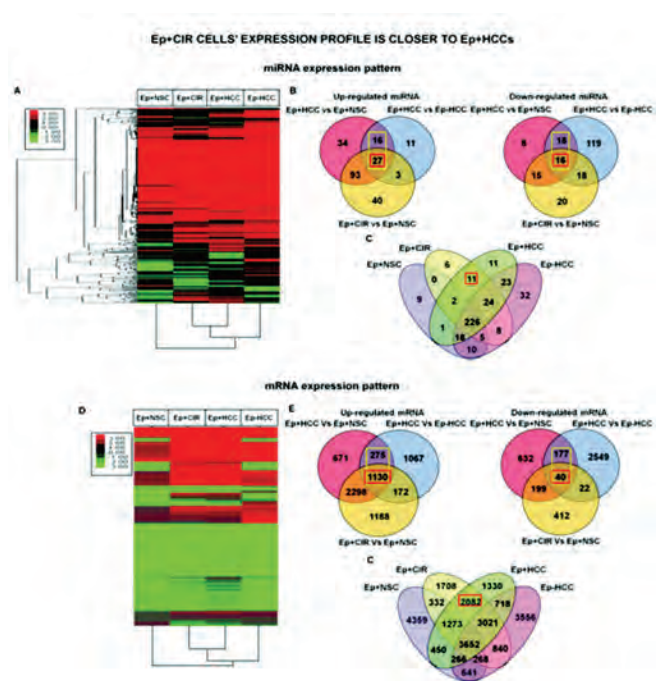 Ep+CIR CELLS' EXPRESSION PROFILE IS CLOSER TO Ep+HCCs
miRNA expression pattern
A
Ep+NSC Ep+CIR Ep+HCC Ep-HCC
B
Up-regulated miRNA
Ep+HCC vs Ep+NSC Ep+HCC vs Ep-HCC
34 16 11
27
93 3
40
Ep+CIR vs Ep+NSC
Down-regulated miRNA
Ep+HCC vs Ep+NSC Ep+HCC vs Ep-HCC
18 119
16
15 18
20
Ep+CIR vs Ep+NSC
C
Ep+CIR Ep+HCC
Ep+NSC Ep-HCC
6 11
0 11 23
9 2 24 32
226
1 18 5 8
10
mRNA expression pattern
D
Ep+NSC Ep+CIR Ep+HCC Ep-HCC
E
Up-regulated mRNA
Ep+HCC Vs Ep+NSC Ep+HCC Vs Ep-HCC
671 275 1067
1130
2298 172
1168
Ep+CIR Vs Ep+NSC
Down-regulated mRNA
Ep+HCC Vs Ep+NSC Ep+HCC Vs Ep-HCC
632 177 2549
40
199 22
412
Ep+CIR Vs Ep+NSC
C
Ep+CIR Ep+HCC
Ep+NSC Ep-HCC
1708 1330
332 2082 718
4359 1273 3021 3556
3652
450 266 268 840
641